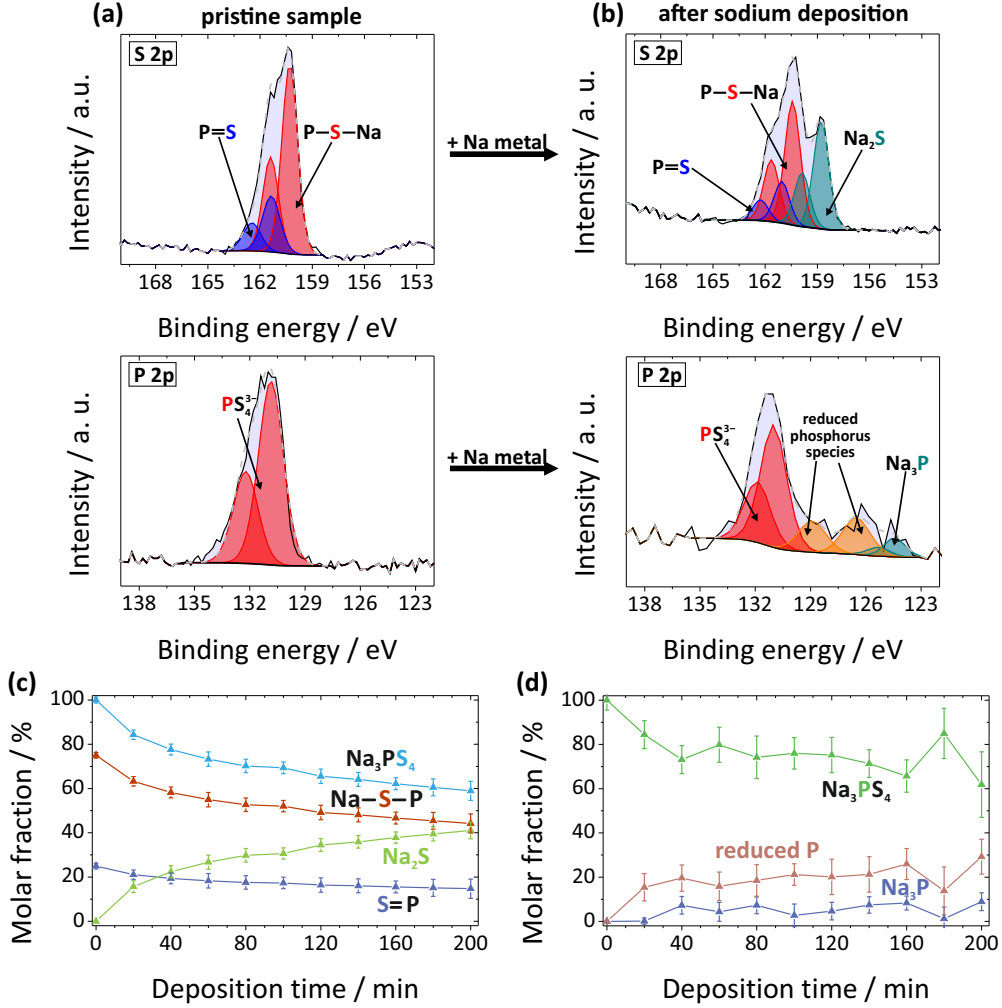 (a)
pristine sample
(b)
after sodium deposition
S 2p
P=S
P–S–Na
Intensity / a.u.
168 165 162 159 156 153
Binding energy / eV
+ Na metal
S 2p
P–S–Na
Na₂S
P=S
Intensity / a. u.
168 165 162 159 156 153
Binding energy / eV
P 2p
PS₄³⁻
Intensity / a. u.
138 135 132 129 126 123
Binding energy / eV
+ Na metal
P 2p
PS₄³⁻
reduced
phosphorus
species
Na₃P
Intensity / a. u.
138 135 132 129 126 123
Binding energy / eV
(c)
100
80
60
40
20
0
Molar fraction / %
Na₃PS₄
Na–S–P
Na₂S
S=P
0 40 80 120 160 200
Deposition time / min
(d)
100
80
60
40
20
0
Molar fraction / %
Na₃PS₄
reduced P
Na₃P
0 40 80 120 160 200
Deposition time / min